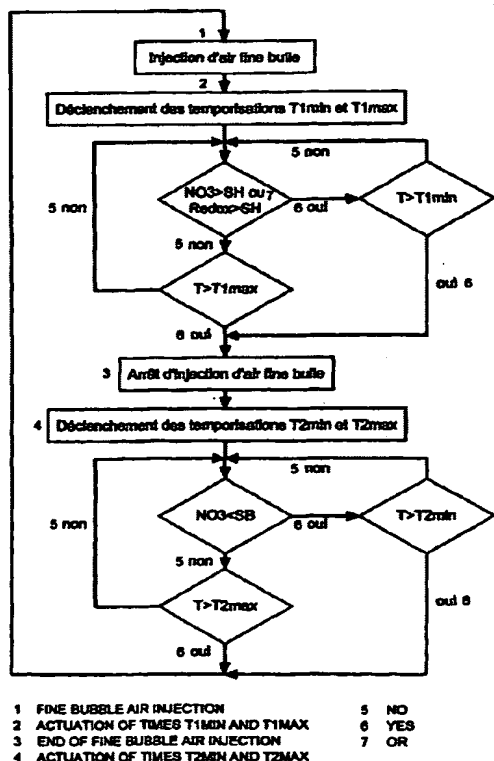 1
Injection d'air fine bulle
2
Déclenchement des temporisations T1min et T1max
5 non
5 non
NO3>SH ou 7
Redox>SH
6 oui
T>T1min
5 non
T>T1max
oui 6
6 oui
3 Arrêt d'injection d'air fine bulle
4 Déclenchement des temporisations T2min et T2max
5 non
5 non
NO3<SB
6 oui
T>T2min
5 non
T>T2max
oui 6
6 oui
1 FINE BUBBLE AIR INJECTION
2 ACTUATION OF TIMES T1MIN AND T1MAX
3 END OF FINE BUBBLE AIR INJECTION
4 ACTUATION OF TIMES T2MIN AND T2MAX
5 NO
6 YES
7 OR